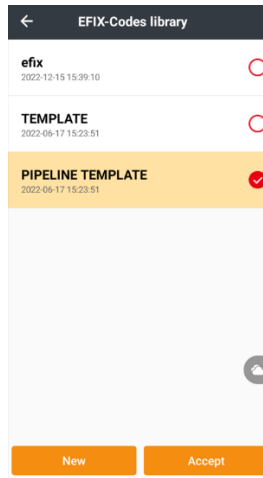 EFIX-Codes library
efix
2022-12-15 15:39:10
TEMPLATE
2022-06-17 15:23:51
PIPELINE TEMPLATE
2022-06-17 15:23:51
New
Accept